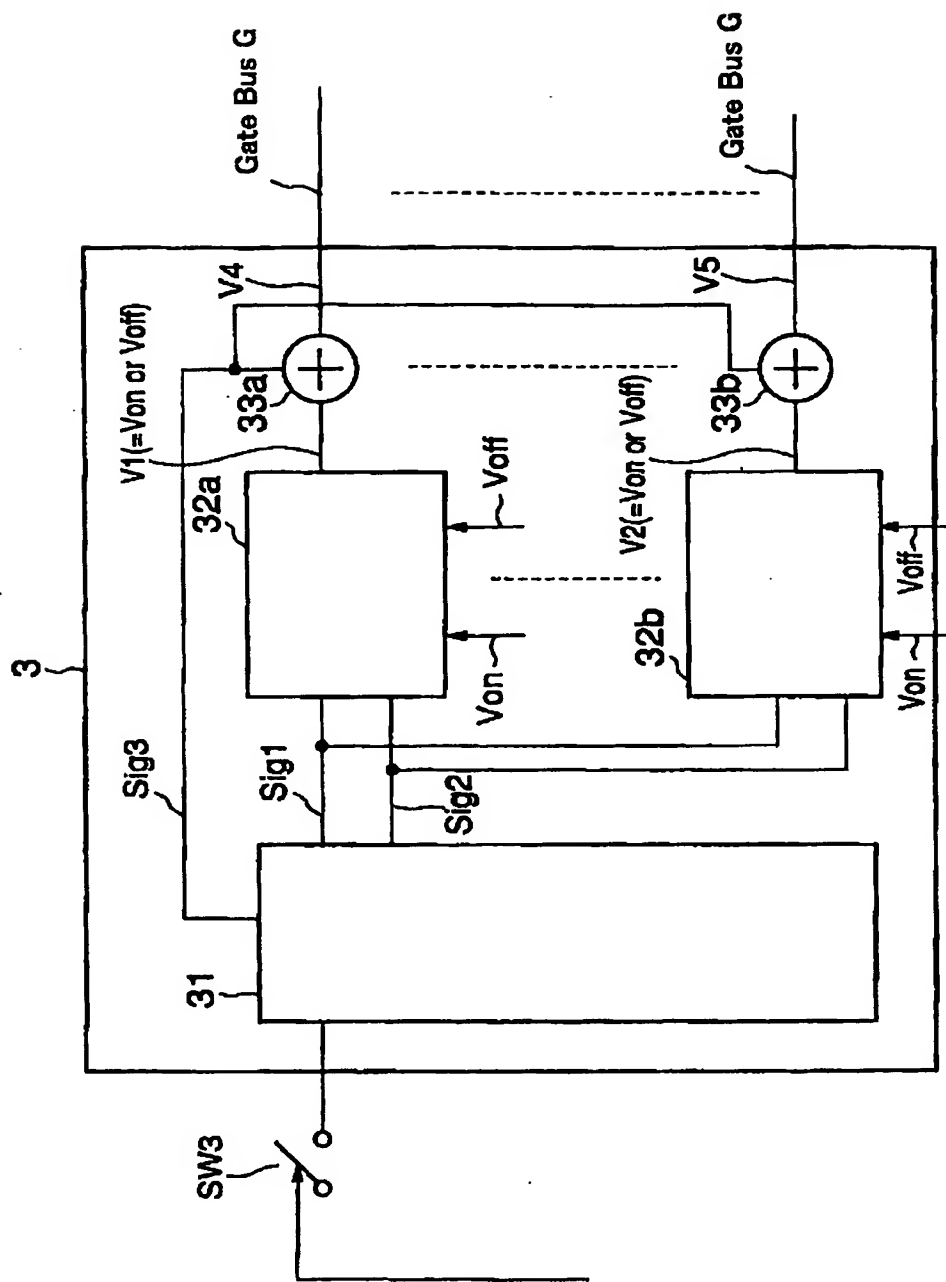 3
Sig3
V1(=Von or Voff)
V4
Gate Bus G
33a
32a
Sig1
Sig2
Von
Voff
31
SW3
V2(=Von or Voff)
V5
Gate Bus G
33b
32b
Von
Voff